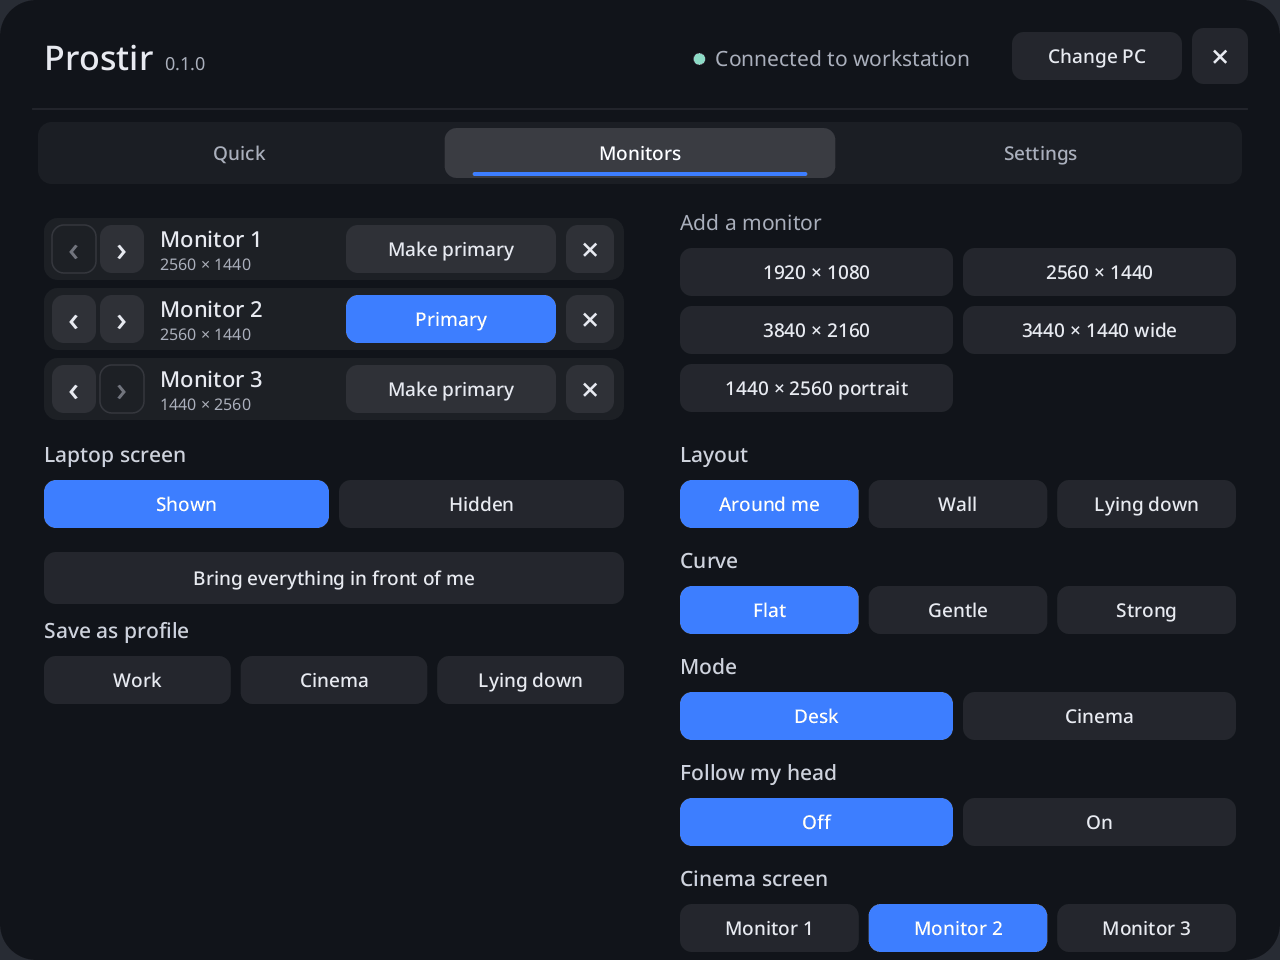 Prostir 0.1.0
Connected to workstation
Change PC
×
Quick
Monitors
Settings
‹ › Monitor 1
2560 × 1440
Make primary
×
‹ › Monitor 2
2560 × 1440
Primary
×
‹ › Monitor 3
1440 × 2560
Make primary
×
Laptop screen
Shown
Hidden
Bring everything in front of me
Save as profile
Work
Cinema
Lying down
Add a monitor
1920 × 1080
2560 × 1440
3840 × 2160
3440 × 1440 wide
1440 × 2560 portrait
Layout
Around me
Wall
Lying down
Curve
Flat
Gentle
Strong
Mode
Desk
Cinema
Follow my head
Off
On
Cinema screen
Monitor 1
Monitor 2
Monitor 3